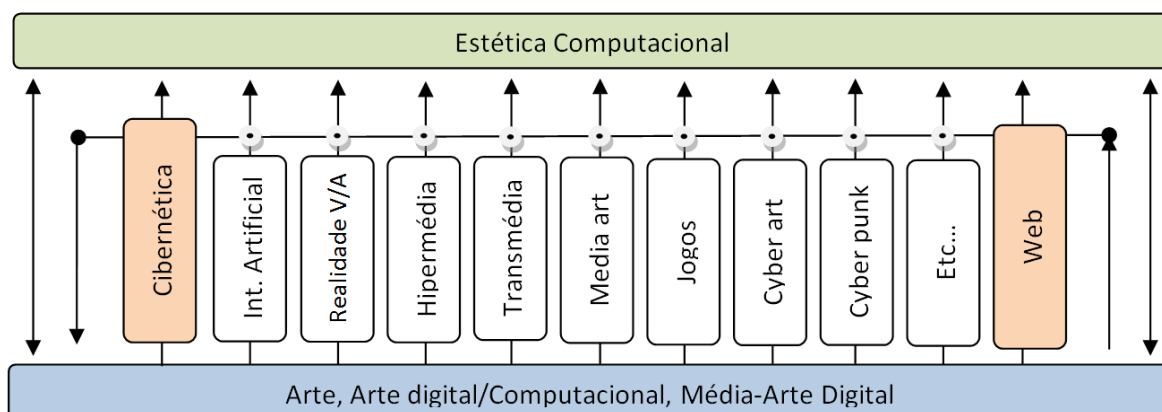 Estética Computacional
Cibernética
Int. Artificial
Realidade V/A
Hipermédia
Transmédia
Media art
Jogos
Cyber art
Cyber punk
Etc...
Web
Arte, Arte digital/Computacional, Média-Arte Digital